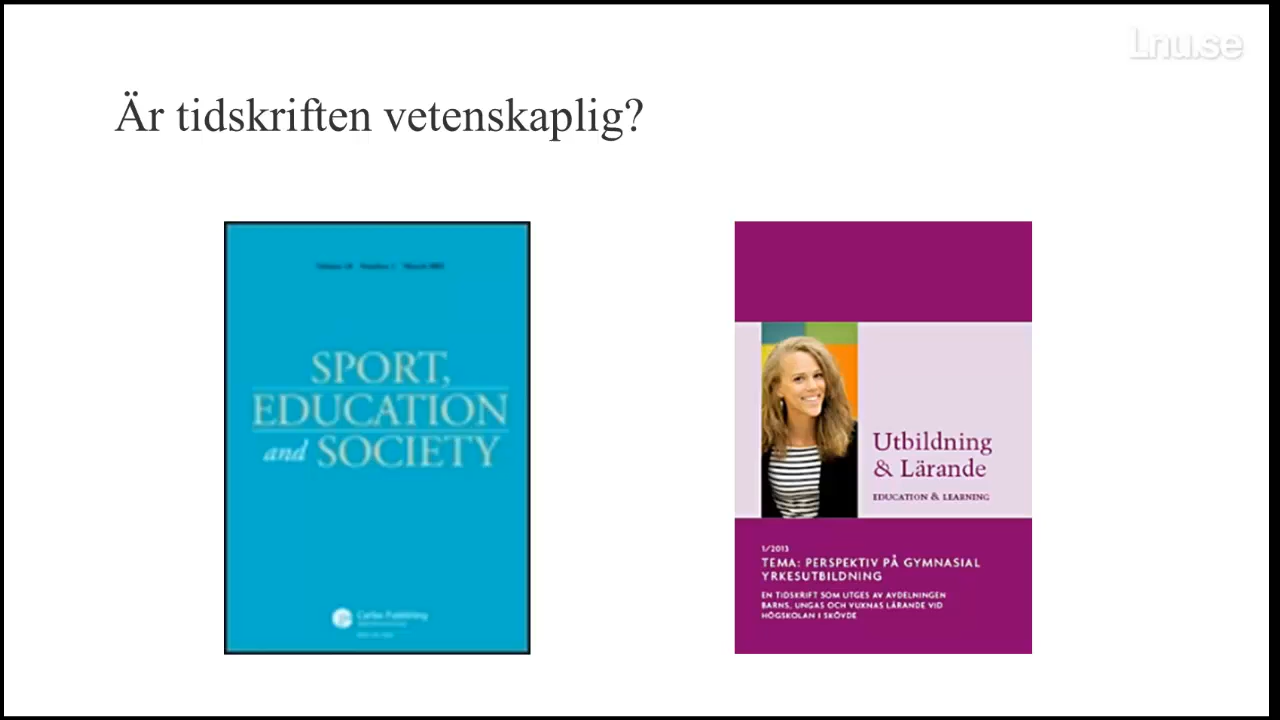 Lnu.se
Är tidskriften vetenskaplig?
SPORT,
EDUCATION
and SOCIETY
Utbildning
& Lärande
EDUCATION & LEARNING
1/2013
TEMA: PERSPEKTIV PÅ GYMNASIAL
YRKESUTBILDNING
EN TIDSKRIFT SOM UTGES AV AVDELNINGEN
BARNS, UNGAS OCH VUXNAS LÄRANDE VID
HÖGSKOLAN I SKÖVDE